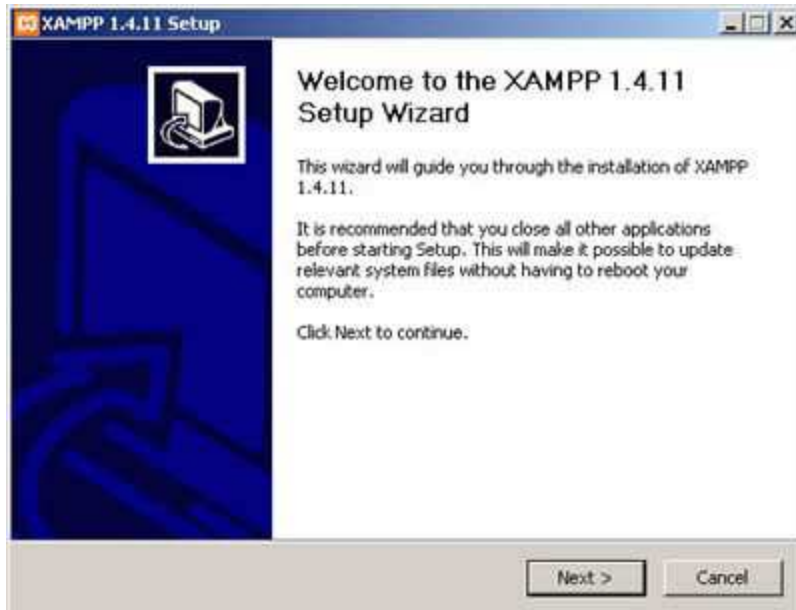 XAMPP 1.4.11 Setup
Welcome to the XAMPP 1.4.11
Setup Wizard
This wizard will guide you through the installation of XAMPP
1.4.11.
It is recommended that you close all other applications
before starting Setup. This will make it possible to update
relevant system files without having to reboot your
computer.
Click Next to continue.
Next >
Cancel